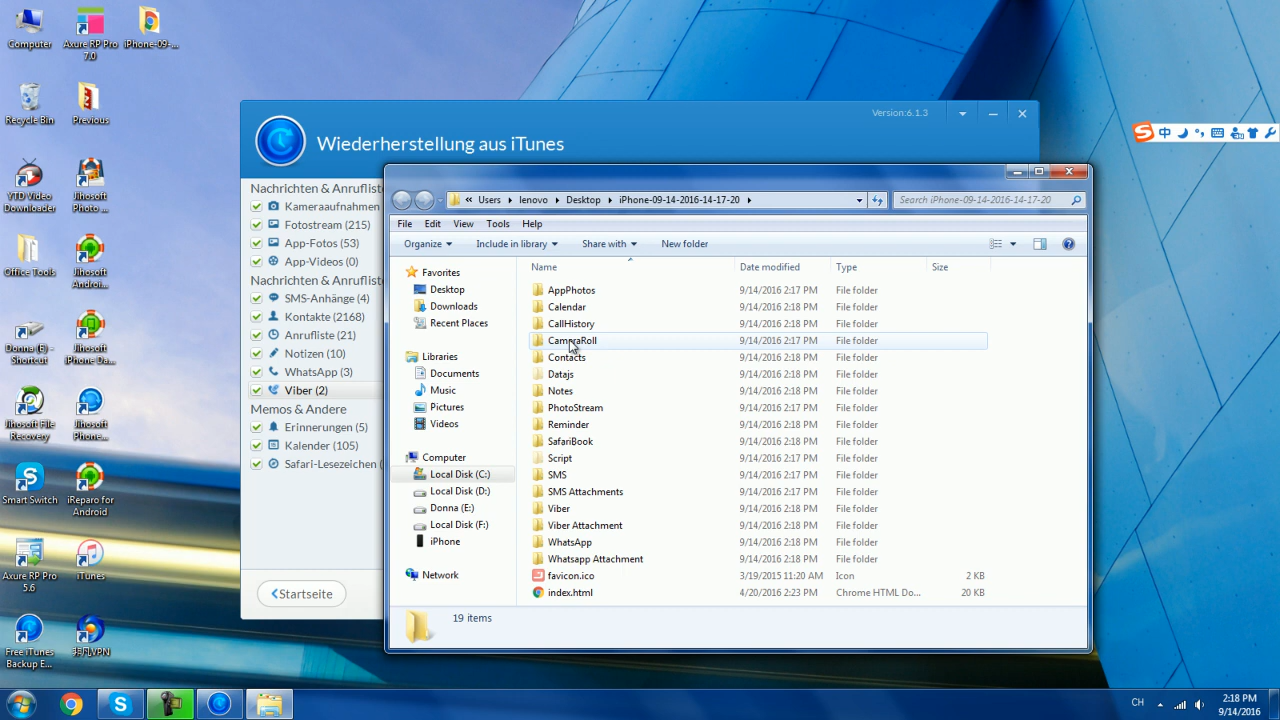 Computer
Axure RP Pro 7.0
iPhone-09-...
Recycle Bin
Previous
YTD Video Downloader
Jihosoft Photo ...
Office Tools
Jihosoft Androi...
Donna (E) - Shortcut
Jihosoft iPhone Da...
Jihosoft File Recovery
Jihosoft Phone...
Smart Switch
iReparo for Android
Axure RP Pro 5.6
iTunes
Free iTunes Backup E...
Version:6.1.3
Wiederherstellung aus iTunes
Nachrichten & Anrufliste
Kameraaufnahmen
Fotostream (215)
App-Fotos (53)
App-Videos (0)
Nachrichten & Anrufliste
SMS-Anhänge (4)
Kontakte (2168)
Anrufliste (21)
Notizen (10)
WhatsApp (3)
Viber (2)
Memos & Andere
Erinnerungen (5)
Kalender (105)
Safari-Lesezeichen (
Startseite
« Users lenovo Desktop iPhone-09-14-2016-14-17-20
Search iPhone-09-14-2016-14-17-20
File Edit View Tools Help
Organize Include in library Share with New folder
Favorites
Desktop
Downloads
Recent Places
Libraries
Documents
Music
Pictures
Videos
Computer
Local Disk (C:)
Local Disk (D:)
Donna (E:)
Local Disk (F:)
iPhone
Network
Name Date modified Type Size
AppPhotos 9/14/2016 2:17 PM File folder
Calendar 9/14/2016 2:18 PM File folder
CallHistory 9/14/2016 2:18 PM File folder
CameraRoll 9/14/2016 2:17 PM File folder
Contacts 9/14/2016 2:18 PM File folder
Datajs 9/14/2016 2:18 PM File folder
Notes 9/14/2016 2:18 PM File folder
PhotoStream 9/14/2016 2:17 PM File folder
Reminder 9/14/2016 2:18 PM File folder
SafariBook 9/14/2016 2:18 PM File folder
Script 9/14/2016 2:17 PM File folder
SMS 9/14/2016 2:17 PM File folder
SMS Attachments 9/14/2016 2:17 PM File folder
Viber 9/14/2016 2:18 PM File folder
Viber Attachment 9/14/2016 2:18 PM File folder
WhatsApp 9/14/2016 2:18 PM File folder
Whatsapp Attachment 9/14/2016 2:18 PM File folder
favicon.ico 3/19/2015 11:20 AM Icon 2 KB
index.html 4/20/2016 2:23 PM Chrome HTML Do... 20 KB
19 items
中
CH
2:18 PM
9/14/2016